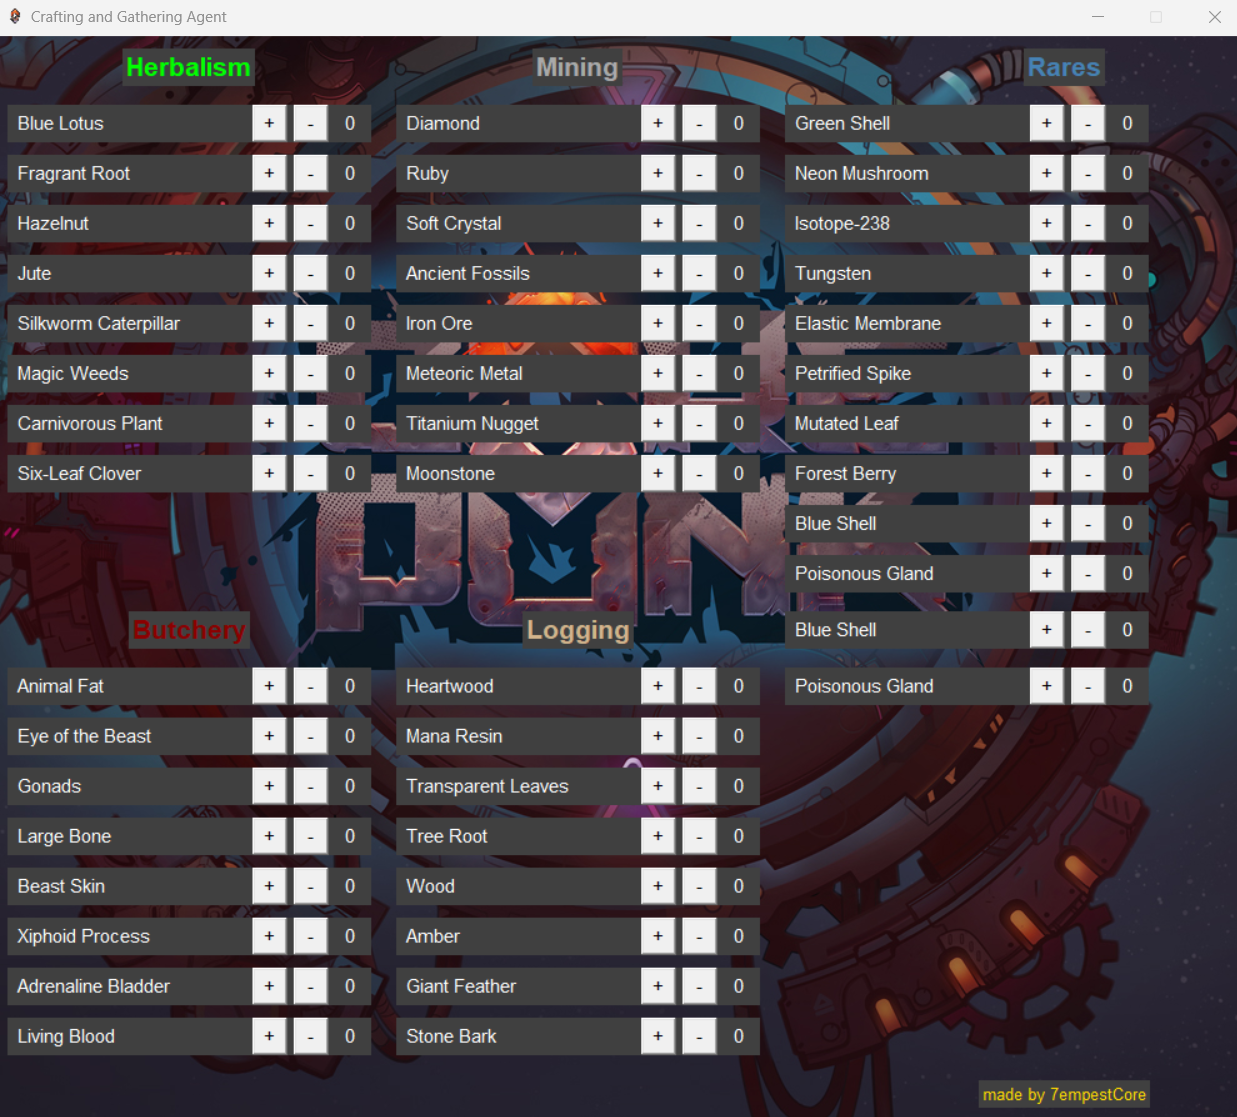 Crafting and Gathering Agent
Herbalism
Blue Lotus + - 0
Fragrant Root + - 0
Hazelnut + - 0
Jute + - 0
Silkworm Caterpillar + - 0
Magic Weeds + - 0
Carnivorous Plant + - 0
Six-Leaf Clover + - 0
Butchery
Animal Fat + - 0
Eye of the Beast + - 0
Gonads + - 0
Large Bone + - 0
Beast Skin + - 0
Xiphoid Process + - 0
Adrenaline Bladder + - 0
Living Blood + - 0
Mining
Diamond + - 0
Ruby + - 0
Soft Crystal + - 0
Ancient Fossils + - 0
Iron Ore + - 0
Meteoric Metal + - 0
Titanium Nugget + - 0
Moonstone + - 0
Logging
Heartwood + - 0
Mana Resin + - 0
Transparent Leaves + - 0
Tree Root + - 0
Wood + - 0
Amber + - 0
Giant Feather + - 0
Stone Bark + - 0
Rares
Green Shell + - 0
Neon Mushroom + - 0
Isotope-238 + - 0
Tungsten + - 0
Elastic Membrane + - 0
Petrified Spike + - 0
Mutated Leaf + - 0
Forest Berry + - 0
Blue Shell + - 0
Poisonous Gland + - 0
Blue Shell + - 0
Poisonous Gland + - 0
made by 7empestCore